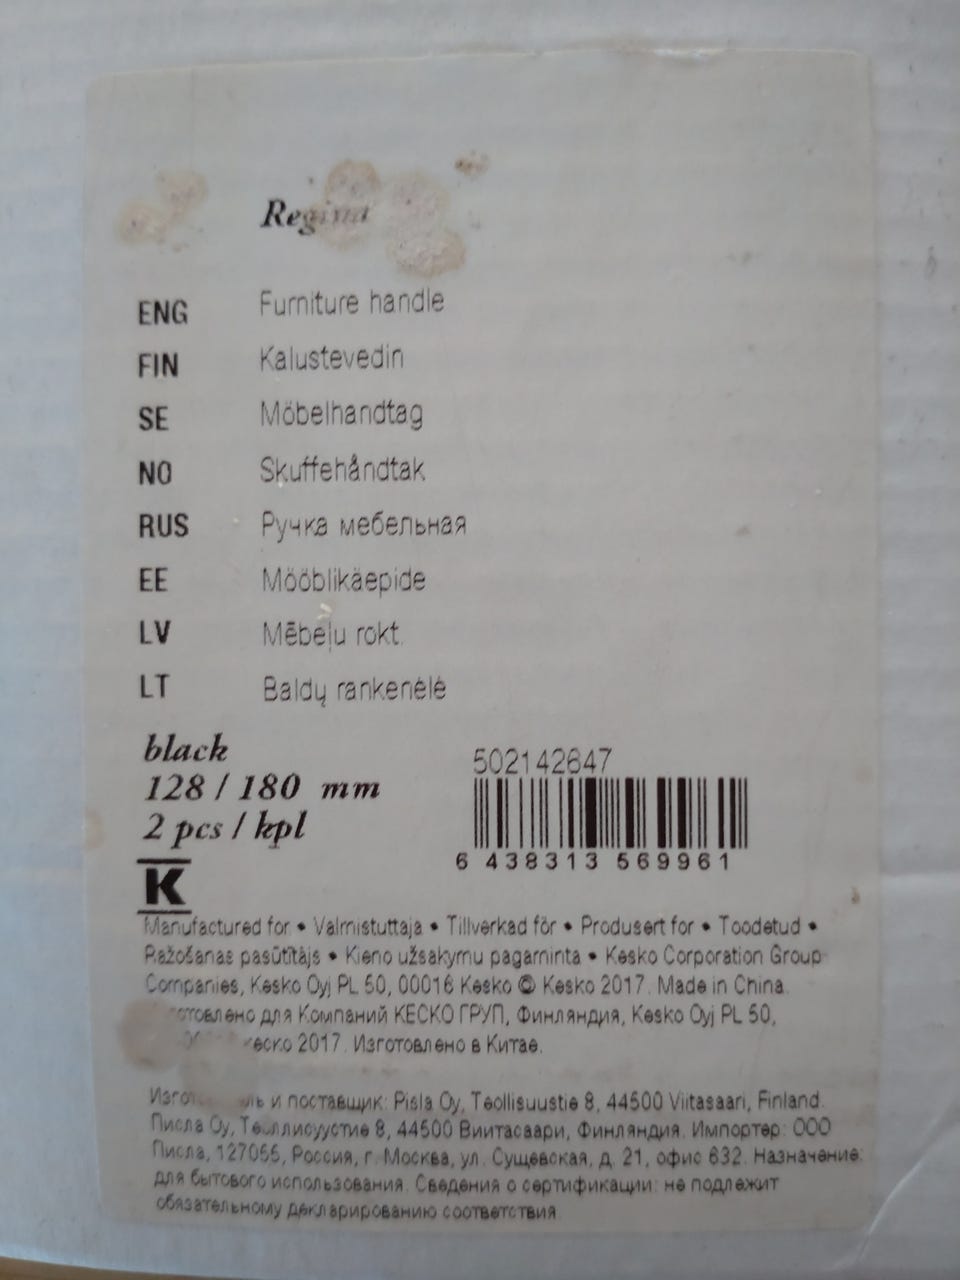 Regina
ENG Furniture handle
FIN Kalustevedin
SE Möbelhandtag
NO Skuffehåndtak
RUS Ручка мебельная
EE Mööblikäepide
LV Mēbeļu rokt.
LT Baldų rankenėlė
black
128 / 180 mm
2 pcs / kpl
502142647
6 438313 569961
K
Manufactured for • Valmistuttaja • Tillverkad för • Produsert for • Toodetud •
Ražošanas pasūtītājs • Kieno užsakymu pagaminta • Kesko Corporation Group
Companies, Kesko Oyj PL 50, 00016 Kesko © Kesko 2017. Made in China.
для Компаний КЕСКО ГРУП, Финляндия, Kesko Oyj PL 50,
2017. Изготовлено в Китае.
и поставщик: Pisla Oy, Teollisuustie 8, 44500 Viitasaari, Finland.
Писла Oy, Теоллисуустие 8, 44500 Виитасаари, Финляндия. Импортер: ООО
Писла, 127055, Россия, г. Москва, ул. Сущевская, д. 21, офис 632. Назначение:
для бытового использования. Сведения о сертификации: не подлежит
обязательному декларированию соответствия